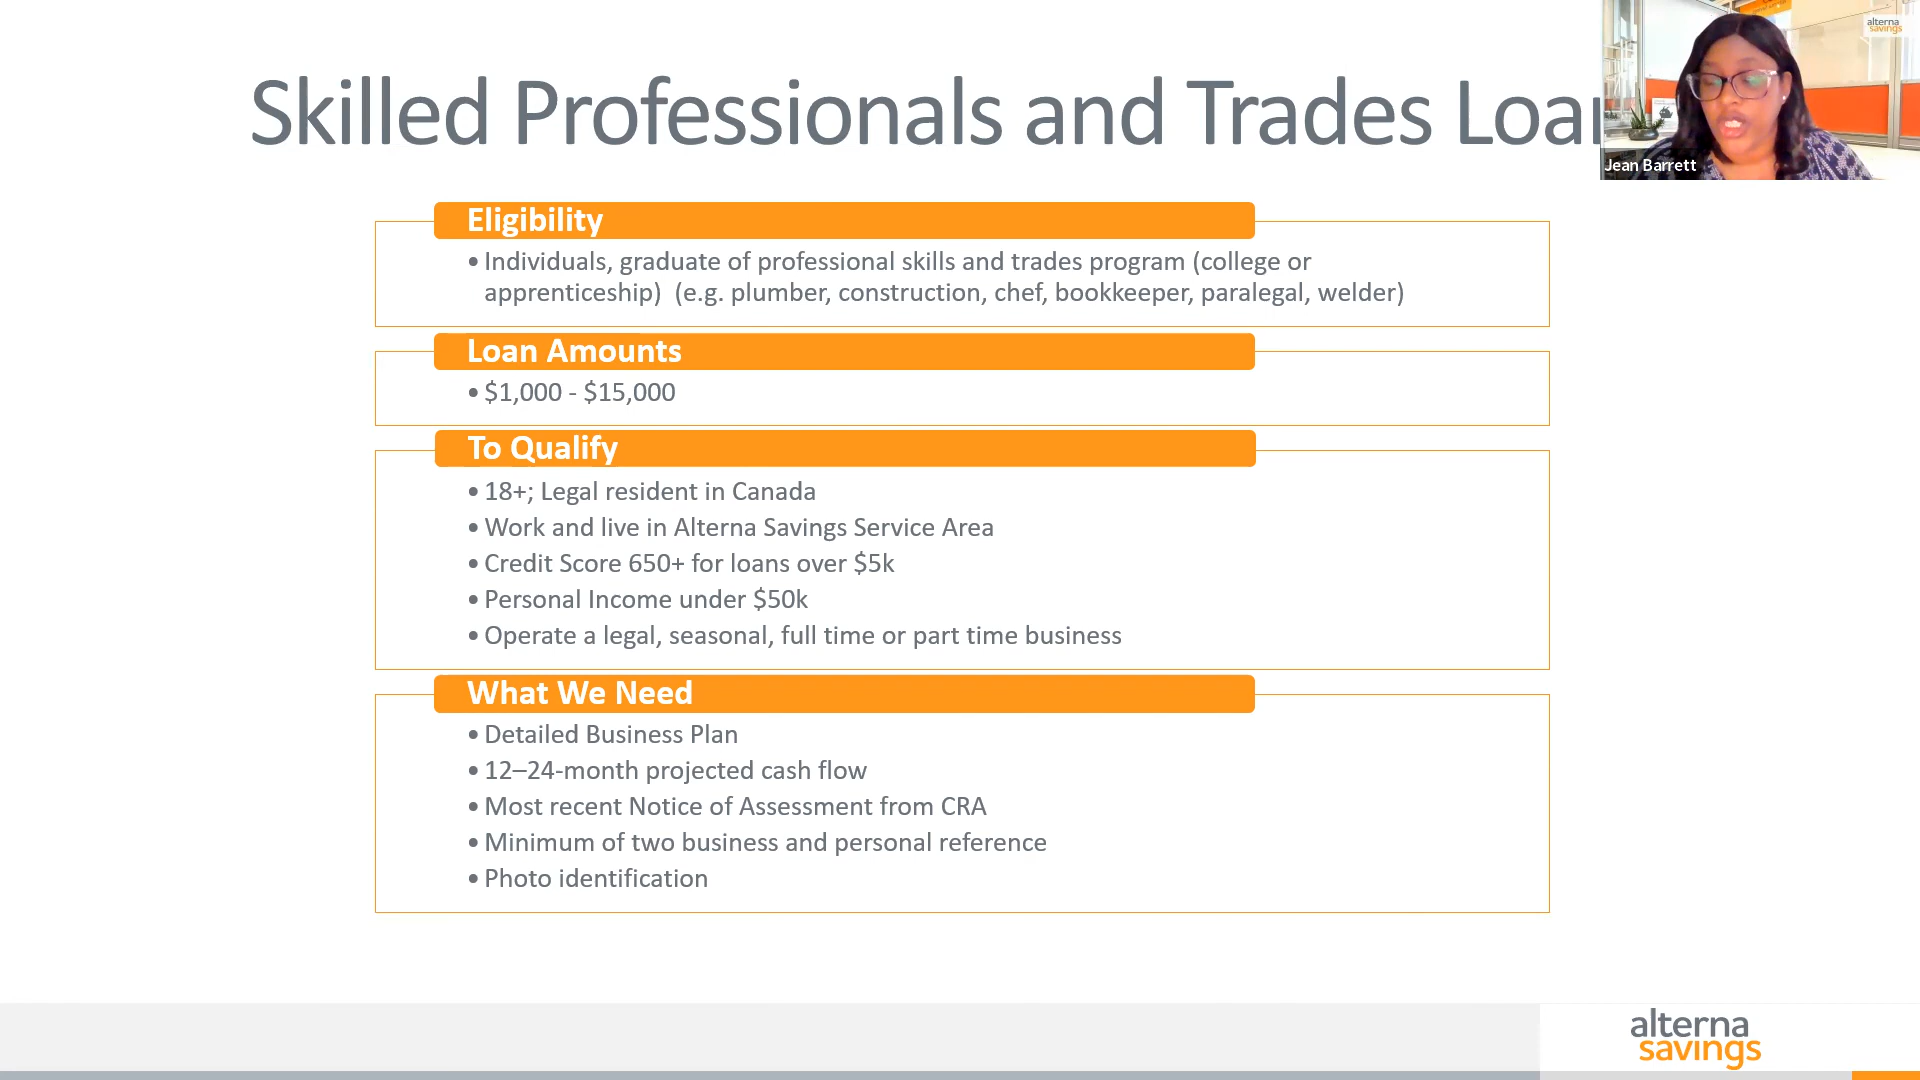 alterna
savings
Skilled Professionals and Trades Loan
Jean Barrett
Eligibility
• Individuals, graduate of professional skills and trades program (college or
apprenticeship)  (e.g. plumber, construction, chef, bookkeeper, paralegal, welder)
Loan Amounts
• $1,000 - $15,000
To Qualify
• 18+; Legal resident in Canada
• Work and live in Alterna Savings Service Area
• Credit Score 650+ for loans over $5k
• Personal Income under $50k
• Operate a legal, seasonal, full time or part time business
What We Need
• Detailed Business Plan
• 12–24-month projected cash flow
• Most recent Notice of Assessment from CRA
• Minimum of two business and personal reference
• Photo identification
alterna
savings